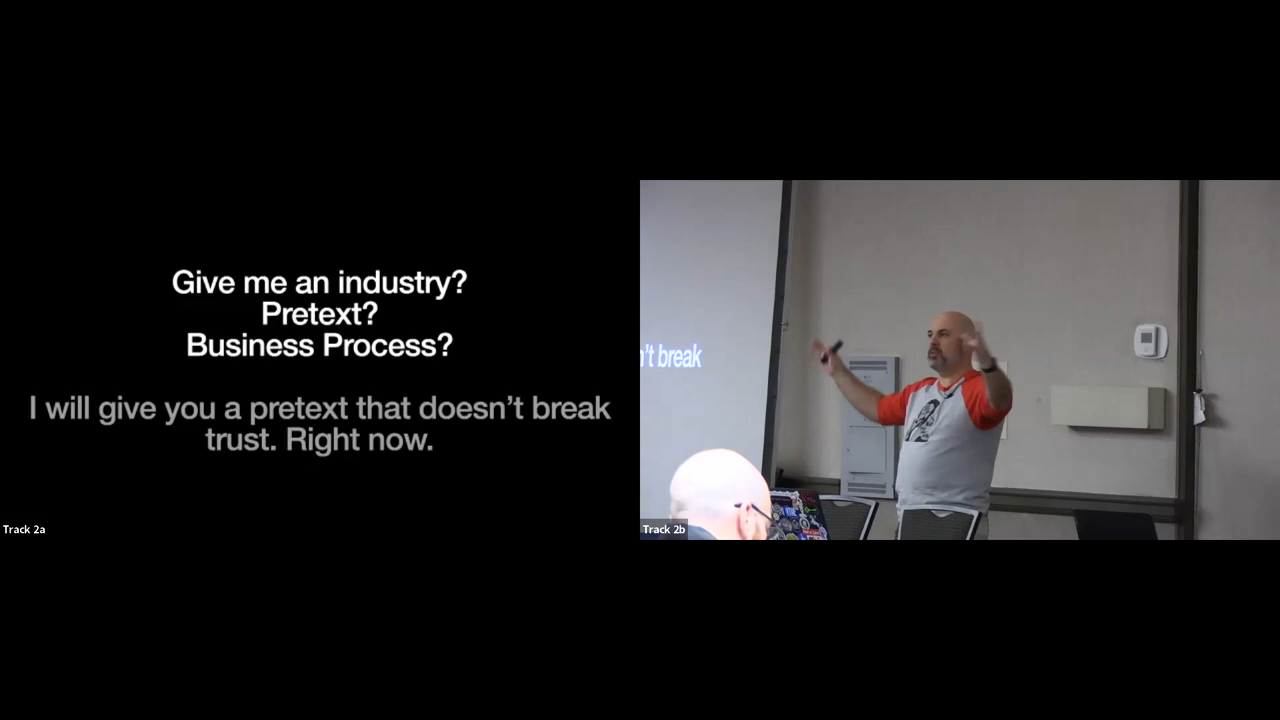 Give me an industry?
Pretext?
Business Process?
I will give you a pretext that doesn't break
trust. Right now.
Track 2a
n't break
Track 2b